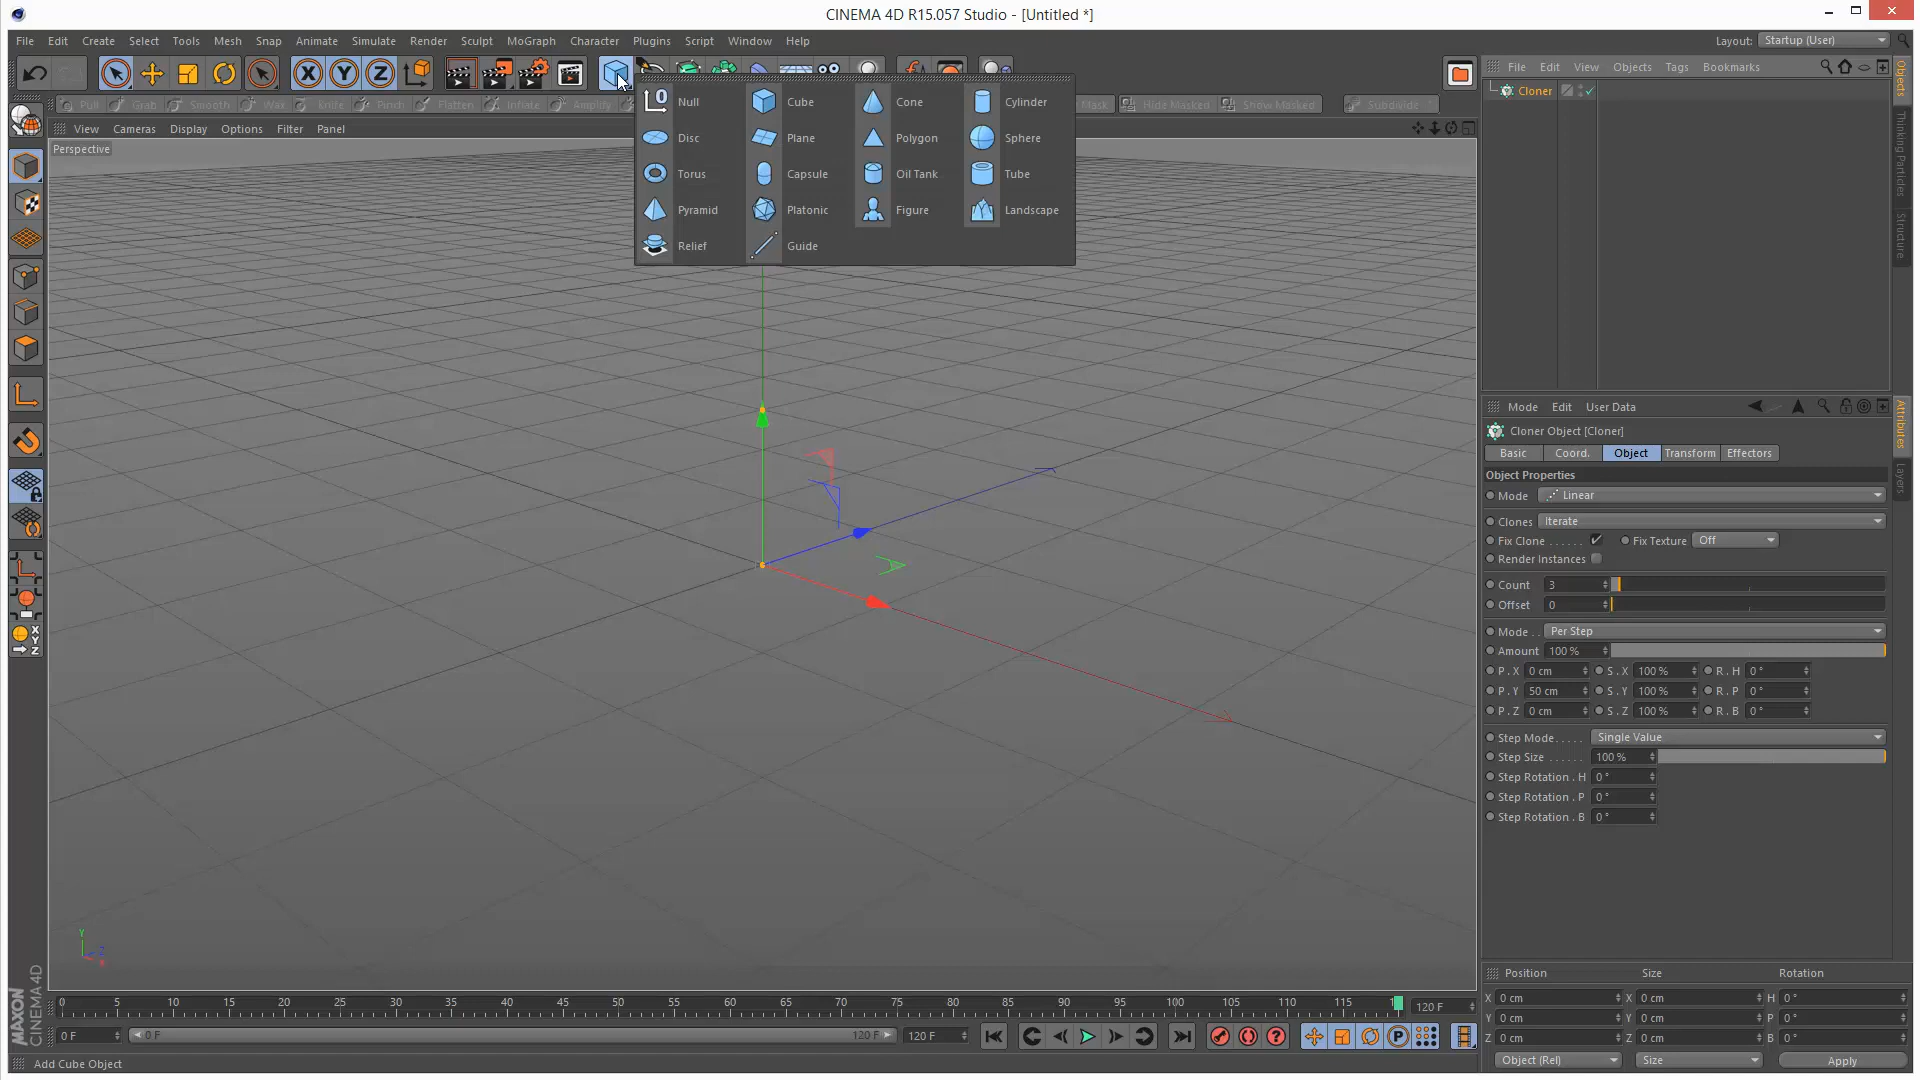 CINEMA 4D R15.057 Studio - [Untitled *]
File Edit Create Select Tools Mesh Snap Animate Simulate Render Sculpt MoGraph Character Plugins Script Window Help
Layout: Startup (User)
X Y Z
Pull Grab Smooth Wax Knife Pinch Flatten Inflate Amplify Mask Hide Masked Show Masked Subdivide
View Cameras Display Options Filter Panel
Perspective
0 Null Cube Cone Cylinder
Disc Plane Polygon Sphere
Torus Capsule Oil Tank Tube
Pyramid Platonic Figure Landscape
Relief Guide
File Edit View Objects Tags Bookmarks
Cloner
Objects
Thinking Particles
Structure
Mode Edit User Data
Attributes
Layers
Cloner Object [Cloner]
Basic Coord. Object Transform Effectors
Object Properties
Mode Linear
Clones Iterate
Fix Clone ...... Fix Texture Off
Render Instances
Count 3
Offset 0
Mode . . Per Step
Amount 100 %
P . X 0 cm S . X 100 % R . H 0 °
P . Y 50 cm S . Y 100 % R . P 0 °
P . Z 0 cm S . Z 100 % R . B 0 °
Step Mode..... Single Value
Step Size ...... 100 %
Step Rotation . H 0 °
Step Rotation . P 0 °
Step Rotation . B 0 °
X
Y
Z
Y
Z
X
MAXON
CINEMA 4D
0 5 10 15 20 25 30 35 40 45 50 55 60 65 70 75 80 85 90 95 100 105 110 115 120 F
0 F 0 F 120 F 120 F
P
Position Size Rotation
X 0 cm X 0 cm H 0 °
Y 0 cm Y 0 cm P 0 °
Z 0 cm Z 0 cm B 0 °
Object (Rel) Size Apply
Add Cube Object